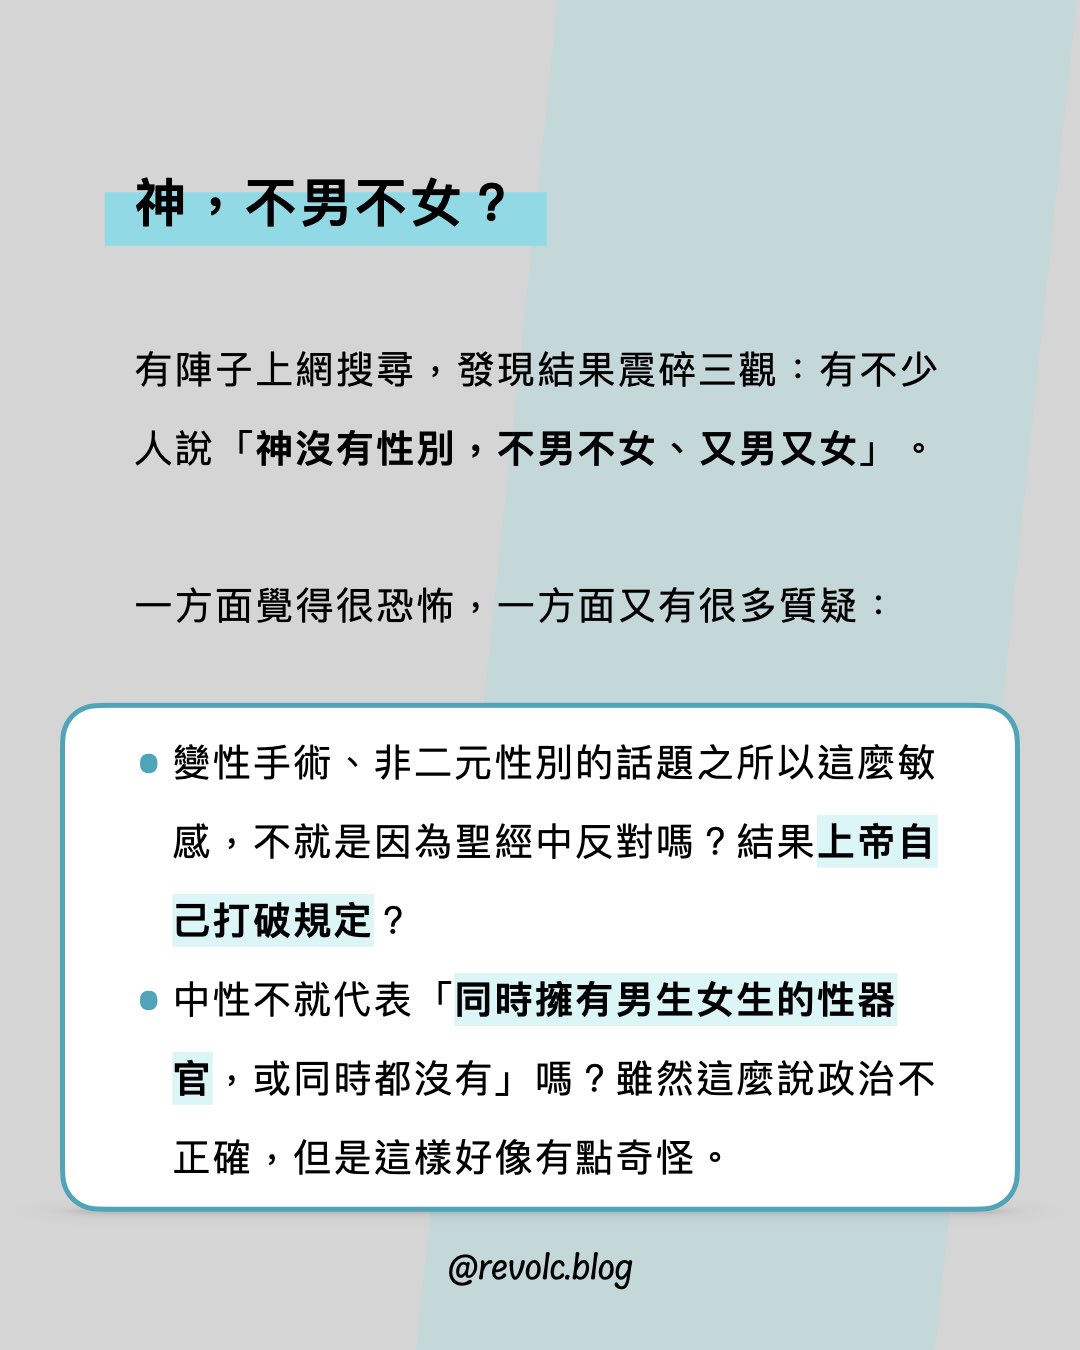 神，不男不女？
有陣子上網搜尋，發現結果震碎三觀：有不少
人說「神沒有性別，不男不女、又男又女」。
一方面覺得很恐怖，一方面又有很多質疑：
變性手術、非二元性別的話題之所以這麼敏
感，不就是因為聖經中反對嗎？結果上帝自
己打破規定？
中性不就代表「同時擁有男生女生的性器
官，或同時都沒有」嗎？雖然這麼說政治不
正確，但是這樣好像有點奇怪。
@revolc.blog